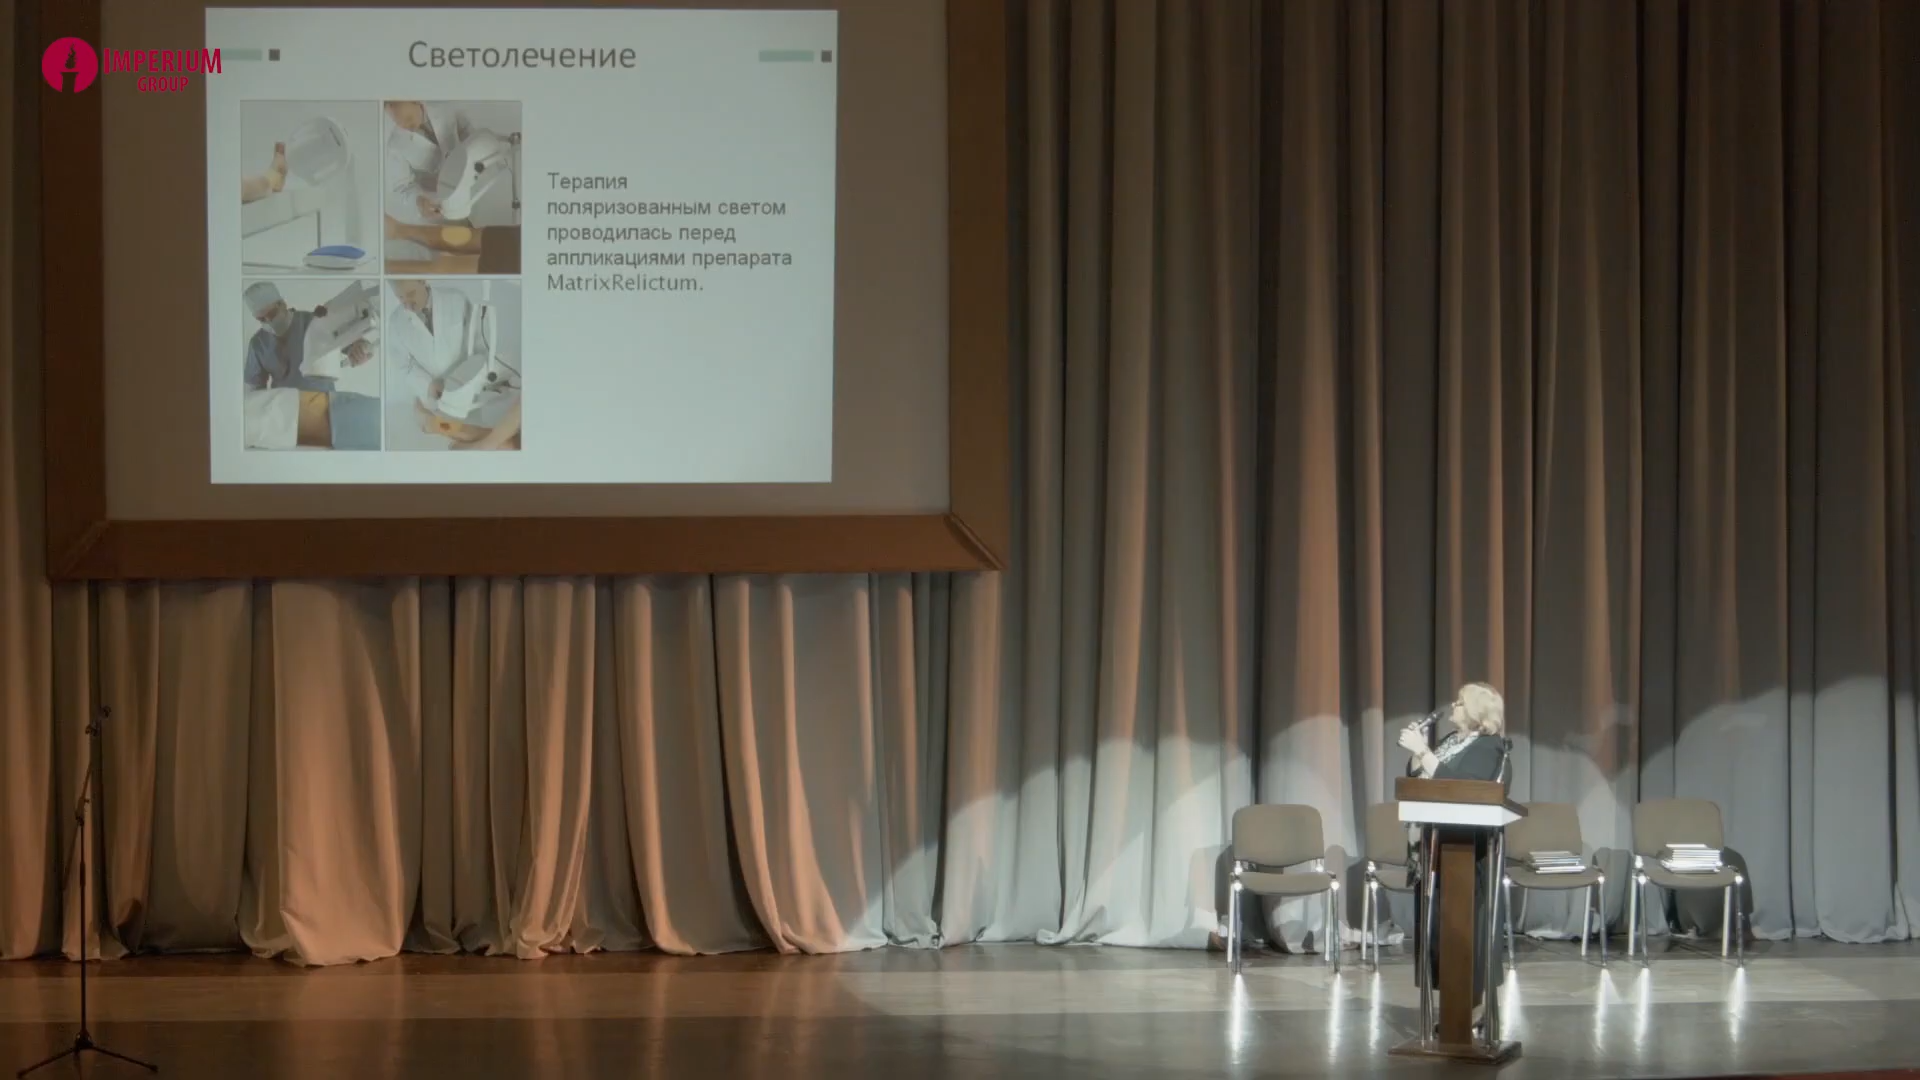 IMPERIUM
GROUP
Светолечение
Терапия
поляризованным светом
проводилась перед
аппликациями препарата
MatrixRelictum.